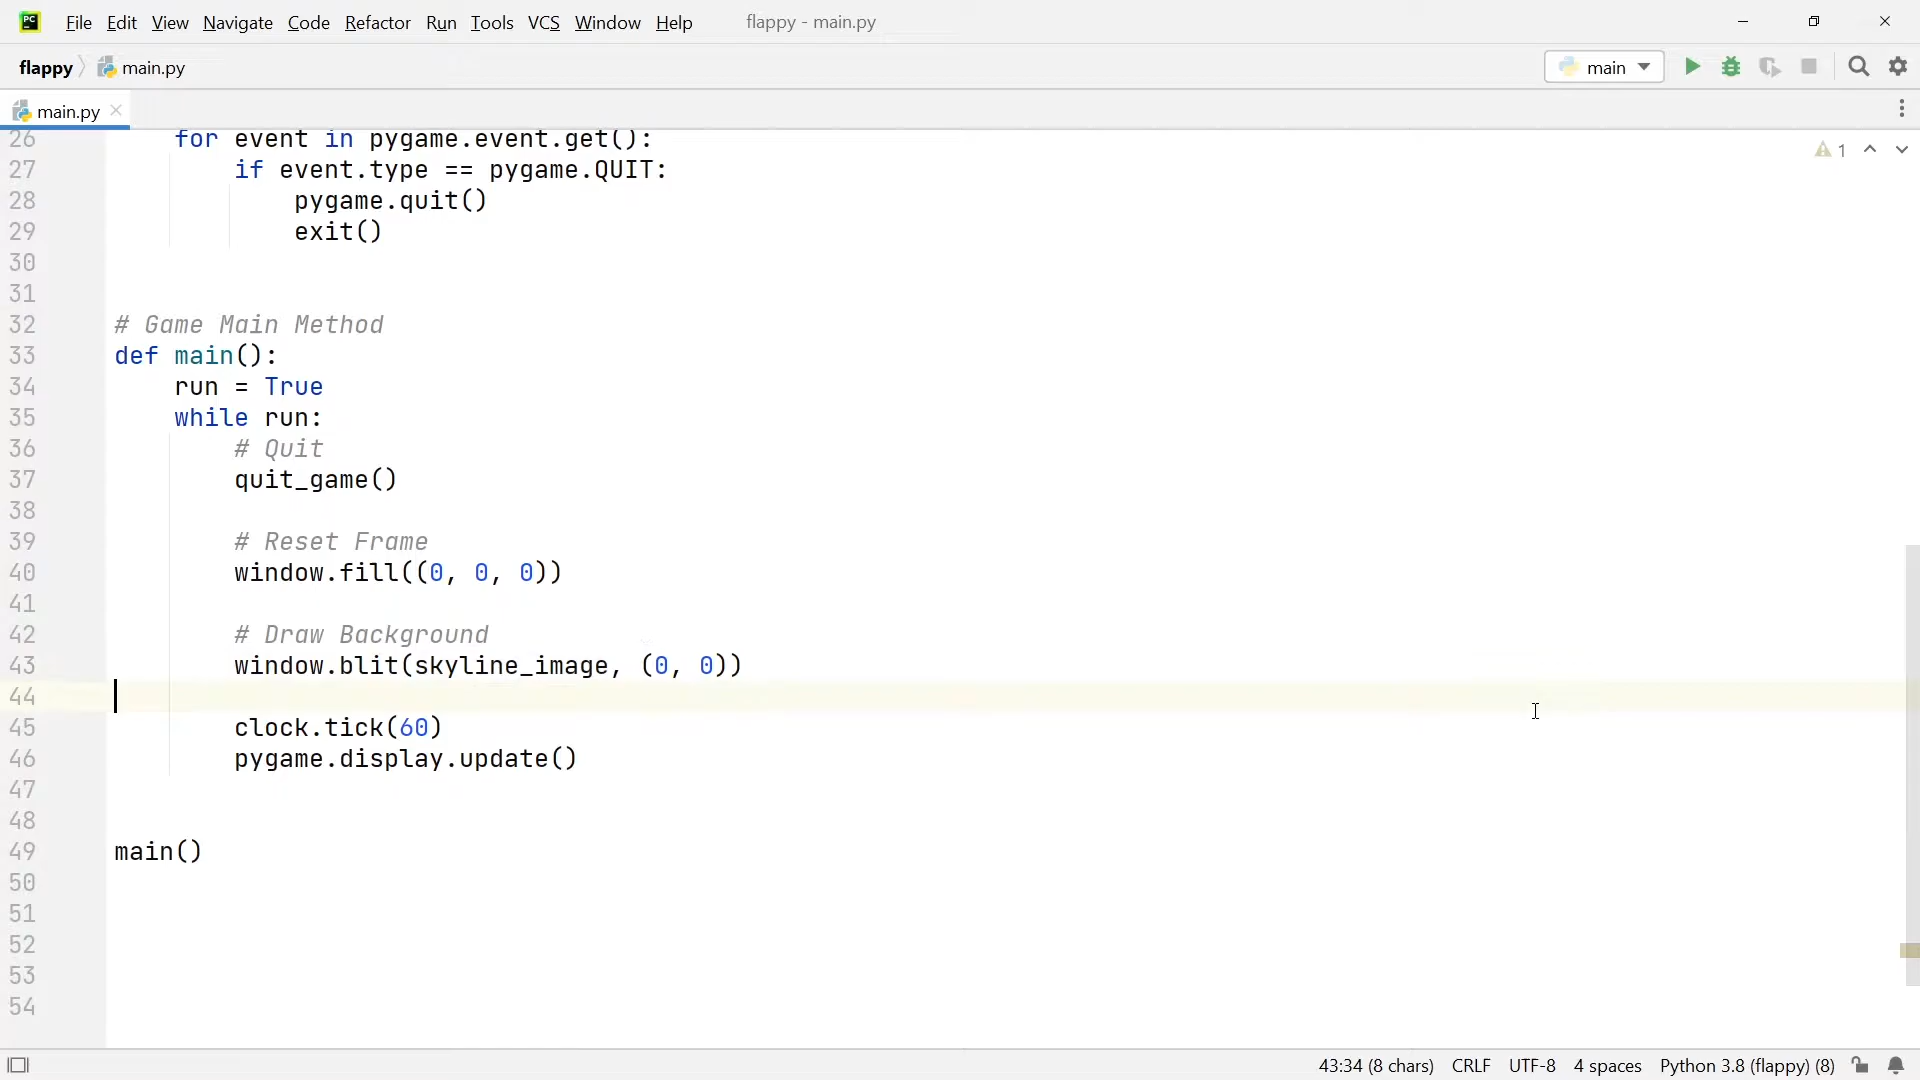 PC
File Edit View Navigate Code Refactor Run Tools VCS Window Help flappy - main.py
flappy main.py main
main.py
26 for event in pygame.event.get():
1
27 if event.type == pygame.QUIT:
28 pygame.quit()
29 exit()
30
31
32 # Game Main Method
33 def main():
34 run = True
35 while run:
36 # Quit
37 quit_game()
38
39 # Reset Frame
40 window.fill((0, 0, 0))
41
42 # Draw Background
43 window.blit(skyline_image, (0, 0))
44
45 clock.tick(60)
46 pygame.display.update()
47
48
49 main()
50
51
52
53
54
43:34 (8 chars) CRLF UTF-8 4 spaces Python 3.8 (flappy) (8)